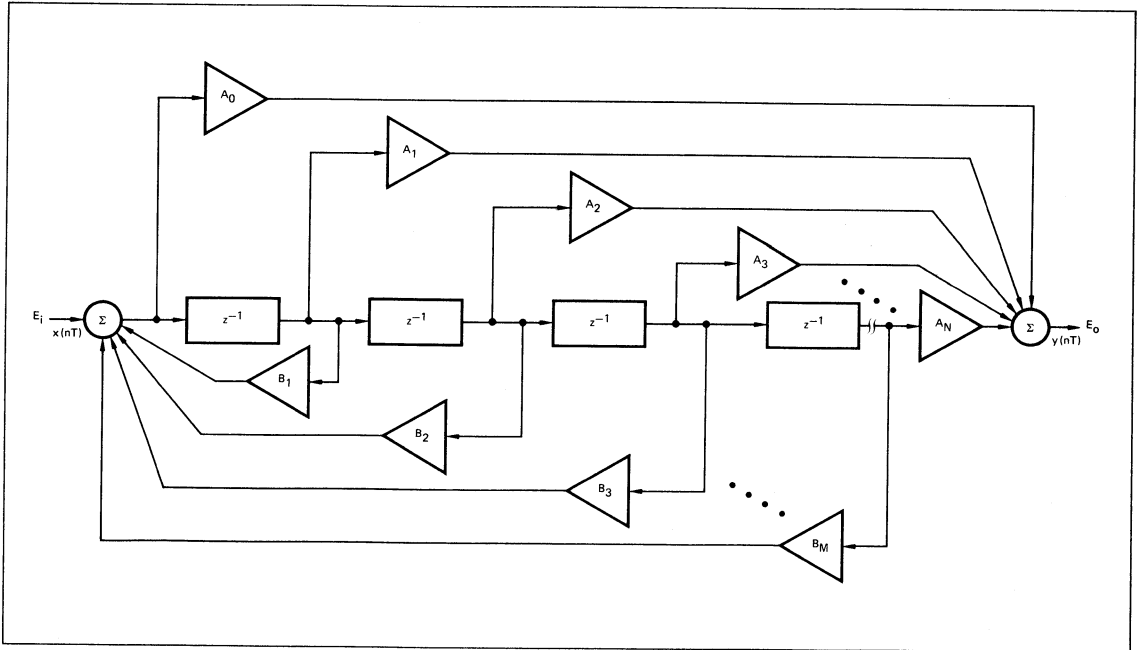 A0
A1
A2
A3
Ei
x(nT)
Σ
z−1
z−1
z−1
z−1
AN
Σ
Eo
y(nT)
B1
B2
B3
BM